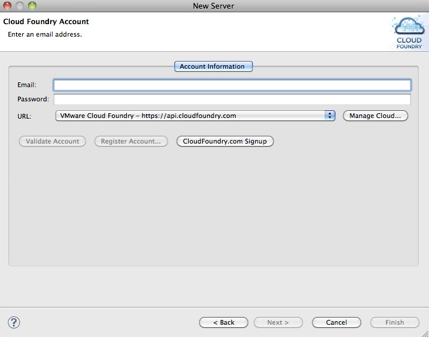 New Server
Cloud Foundry Account
Enter an email address.
CLOUD
FOUNDRY
Account Information
Email:
Password:
URL: VMware Cloud Foundry – https://api.cloudfoundry.com Manage Cloud...
Validate Account Register Account... CloudFoundry.com Signup
? < Back Next > Cancel Finish